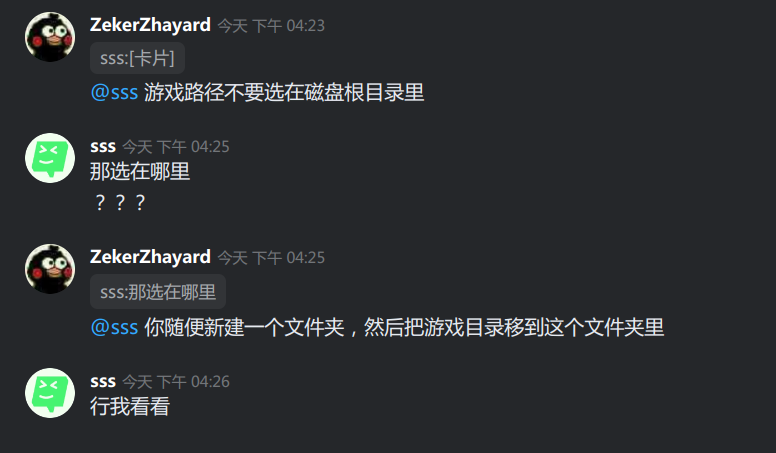 ZekerZhayard 今天 下午 04:23
sss:[卡片]
@sss 游戏路径不要选在磁盘根目录里
sss 今天 下午 04:25
那选在哪里
？？？
ZekerZhayard 今天 下午 04:25
sss:那选在哪里
@sss 你随便新建一个文件夹，然后把游戏目录移到这个文件夹里
sss 今天 下午 04:26
行我看看